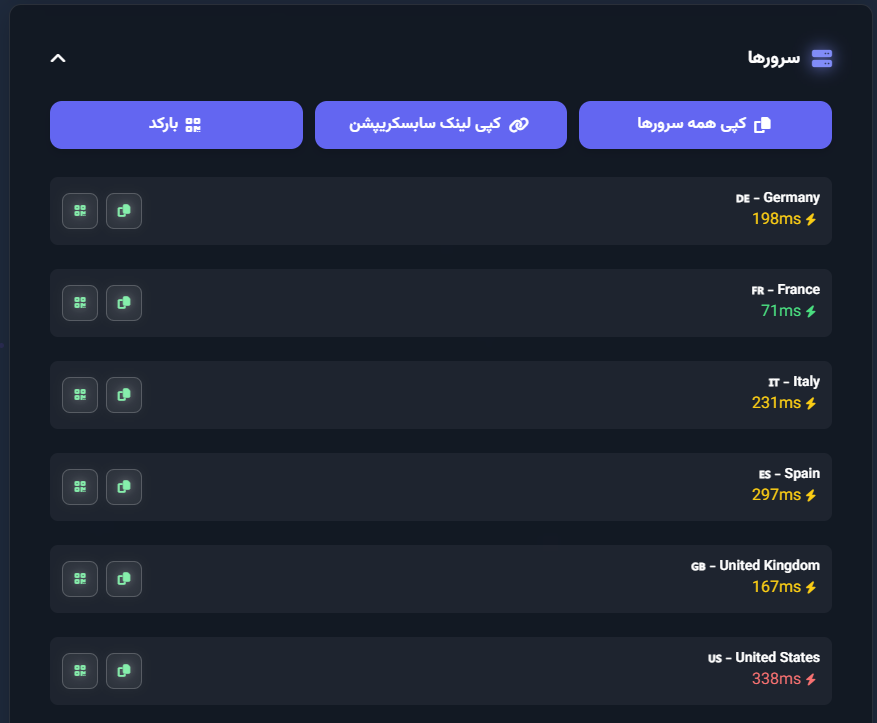 سرورها
کپی همه سرورها
کپی لینک سابسکریپشن
بارکد
DE – Germany
198ms
FR – France
71ms
IT – Italy
231ms
ES – Spain
297ms
GB – United Kingdom
167ms
US – United States
338ms